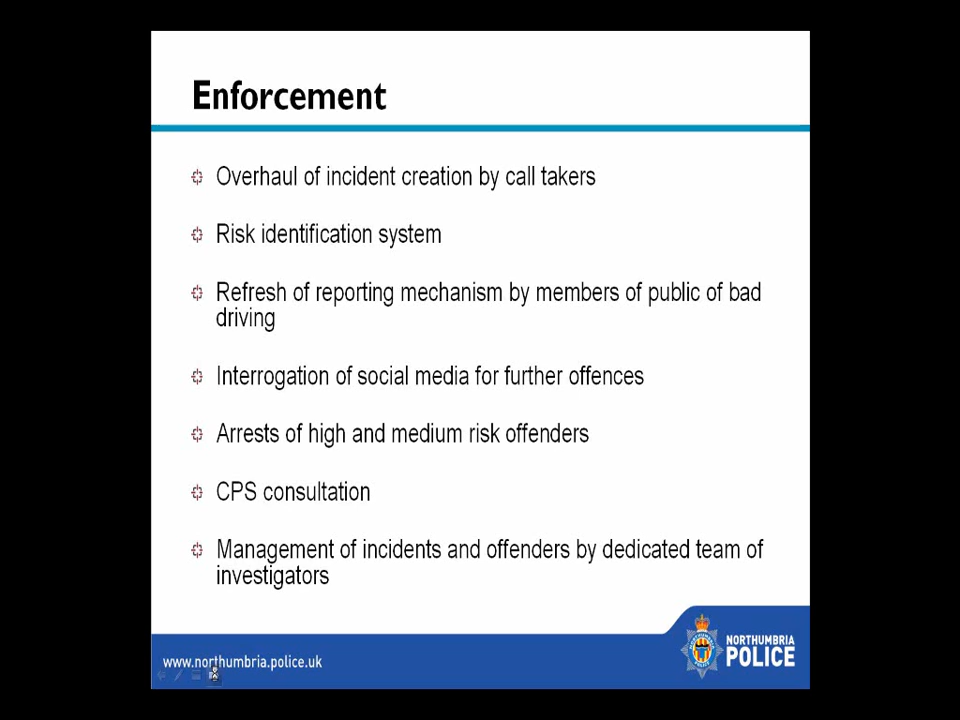 Enforcement
Overhaul of incident creation by call takers
Risk identification system
Refresh of reporting mechanism by members of public of bad
driving
Interrogation of social media for further offences
Arrests of high and medium risk offenders
CPS consultation
Management of incidents and offenders by dedicated team of
investigators
www.northumbria.police.uk
NORTHUMBRIA
POLICE